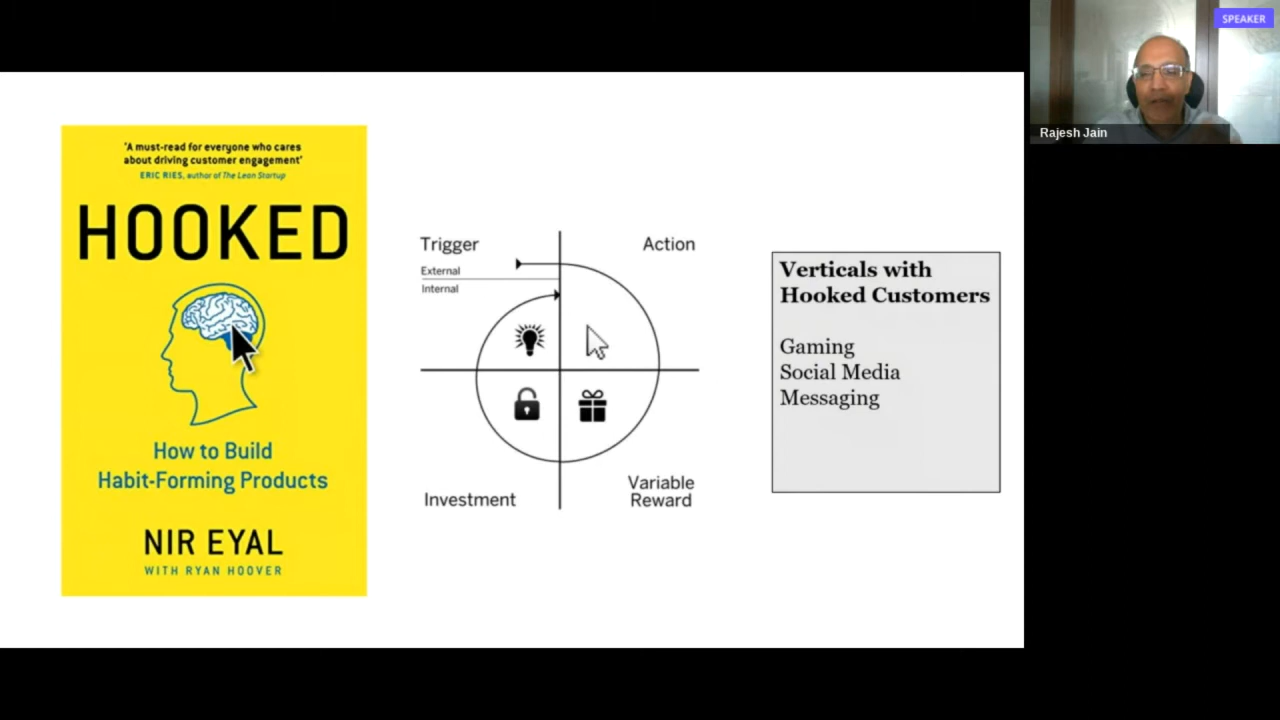 SPEAKER
Rajesh Jain
'A must-read for everyone who cares
about driving customer engagement'
ERIC RIES, author of The Lean Startup
HOOKED
How to Build
Habit-Forming Products
NIR EYAL
WITH RYAN HOOVER
Trigger
External
Internal
Action
Investment
Variable
Reward
Verticals with
Hooked Customers
Gaming
Social Media
Messaging